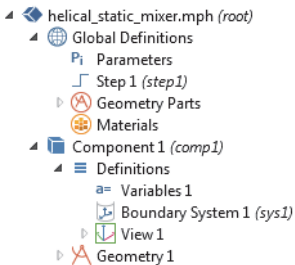 helical_static_mixer.mph (root)
Global Definitions
Pi Parameters
Step 1 (step1)
Geometry Parts
Materials
Component 1 (comp1)
Definitions
a= Variables 1
Boundary System 1 (sys1)
View 1
Geometry 1